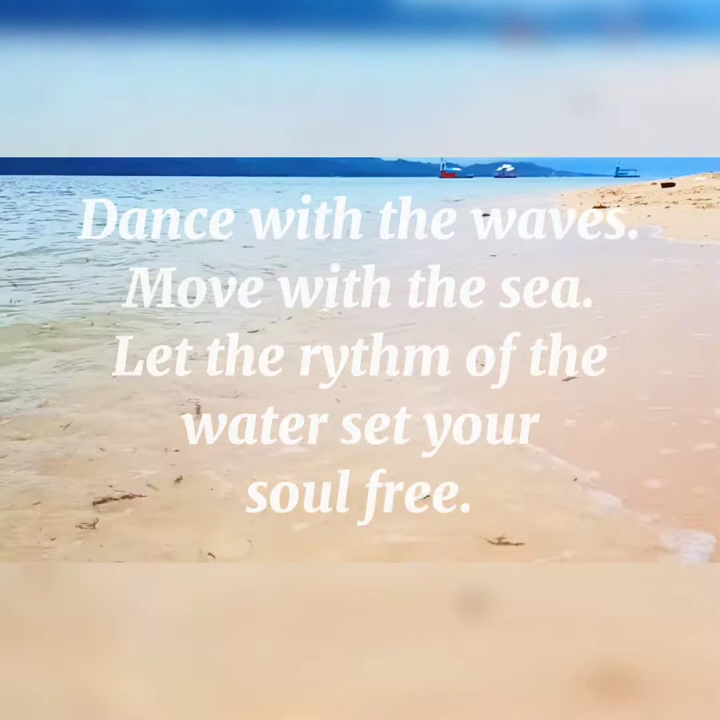 Dance with the waves.
Move with the sea.
Let the rythm of the
water set your
soul free.